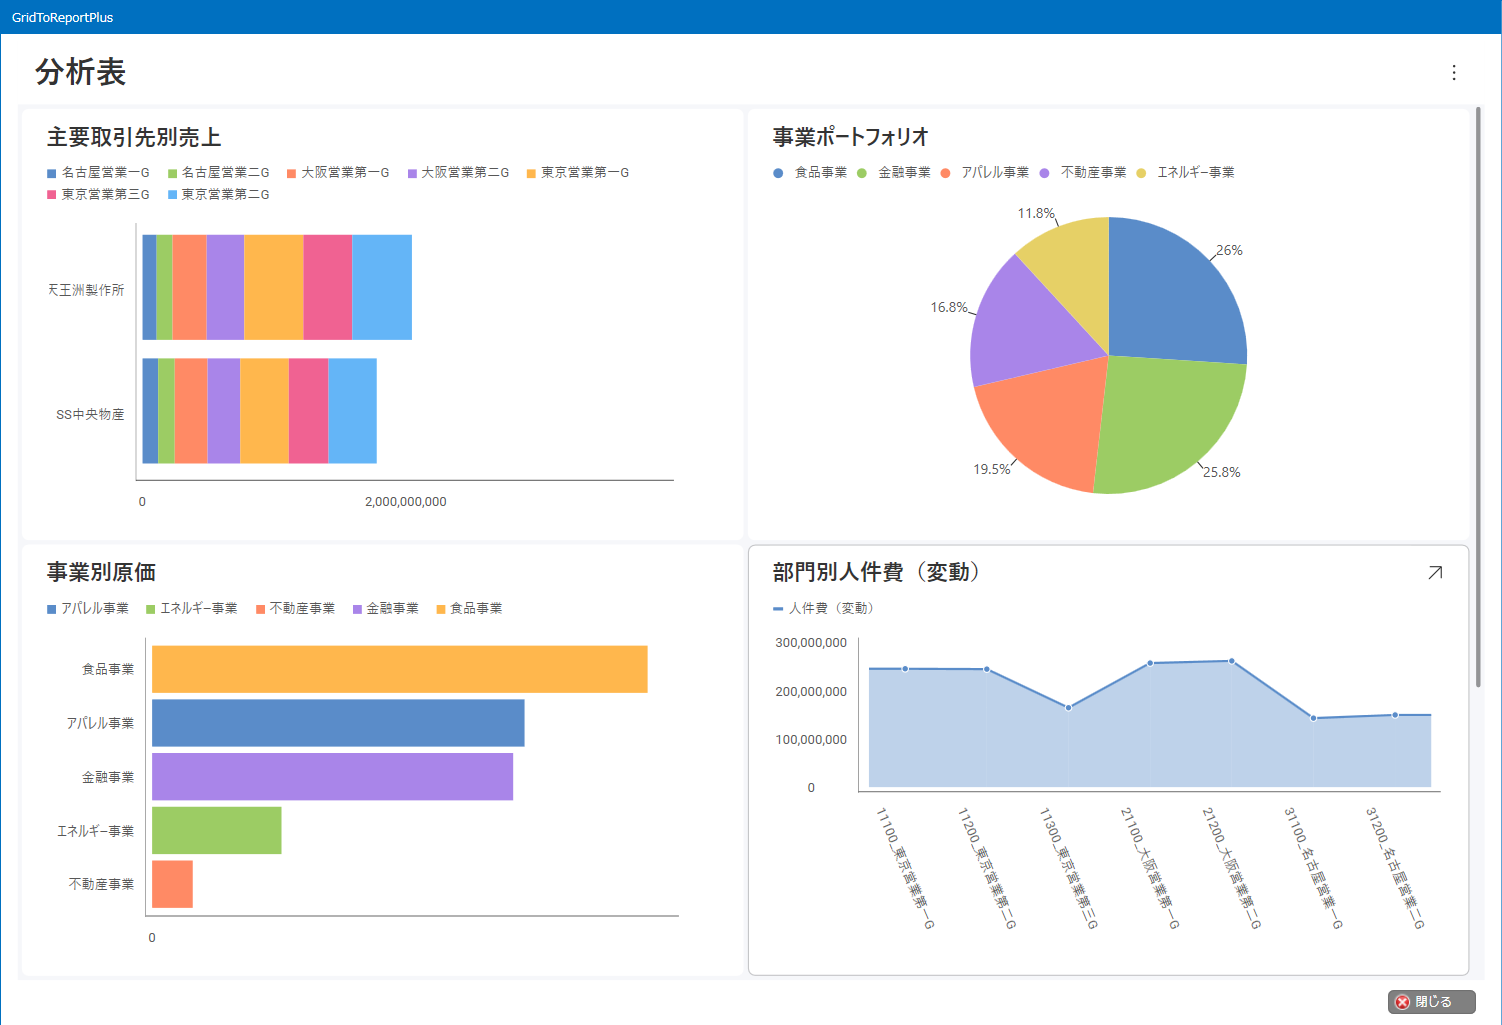 GridToReportPlus
分析表
主要取引先別売上
名古屋営業一G 名古屋営業二G 大阪営業第一G 大阪営業第二G 東京営業第一G
東京営業第三G 東京営業第二G
天王洲製作所
SS中央物産
0 2,000,000,000
事業ポートフォリオ
食品事業 金融事業 アパレル事業 不動産事業 エネルギー事業
11.8%
26%
16.8%
19.5%
25.8%
事業別原価
アパレル事業 エネルギー事業 不動産事業 金融事業 食品事業
食品事業
アパレル事業
金融事業
エネルギー事業
不動産事業
0
部門別人件費（変動）
人件費（変動）
300,000,000
200,000,000
100,000,000
0
11100_東京営業第一G
11200_東京営業第二G
11300_東京営業第三G
21100_大阪営業第一G
21200_大阪営業第二G
31100_名古屋営業一G
31200_名古屋営業二G
閉じる